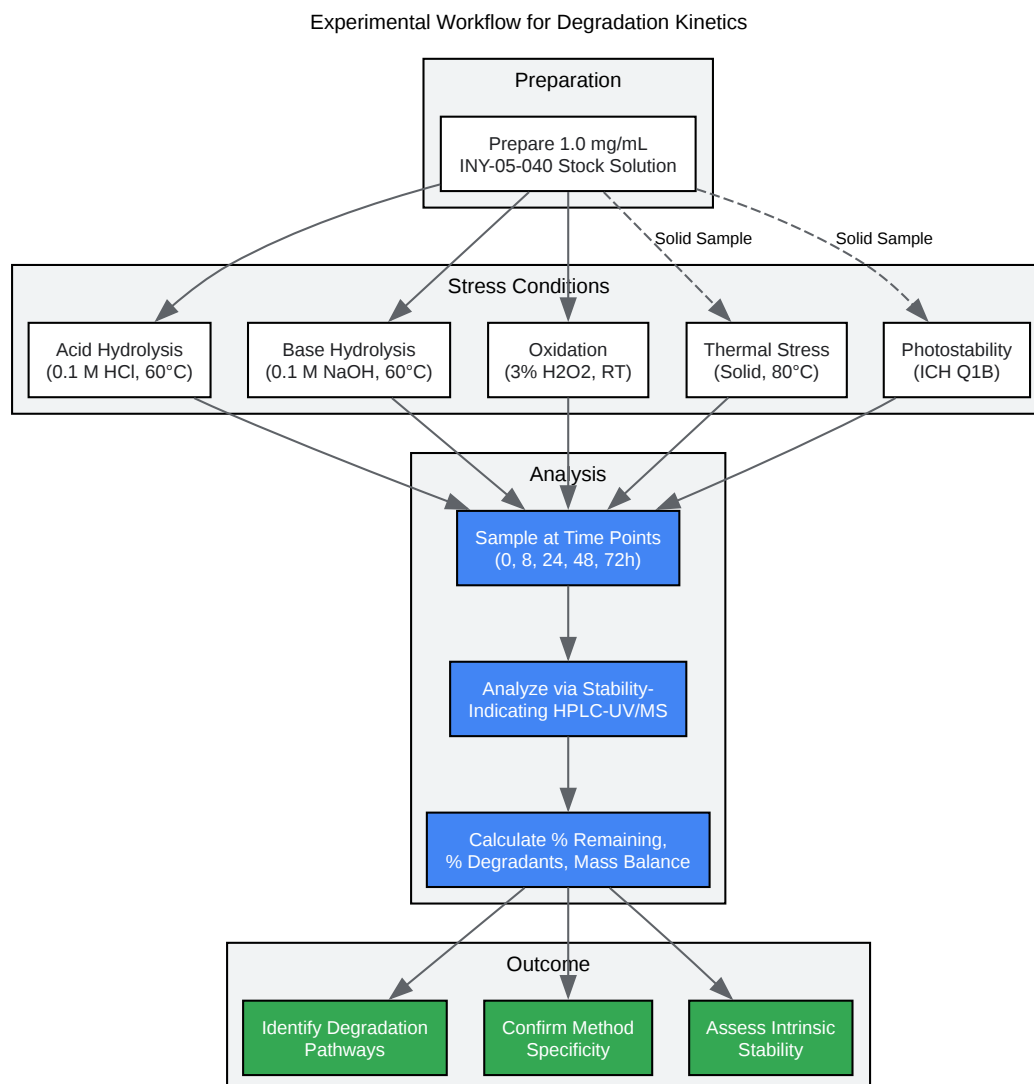 Experimental Workflow for Degradation Kinetics
Preparation
Prepare 1.0 mg/mL
INY-05-040 Stock Solution
Solid Sample
Solid Sample
Stress Conditions
Acid Hydrolysis
(0.1 M HCl, 60°C)
Base Hydrolysis
(0.1 M NaOH, 60°C)
Oxidation
(3% H2O2, RT)
Thermal Stress
(Solid, 80°C)
Photostability
(ICH Q1B)
Analysis
Sample at Time Points
(0, 8, 24, 48, 72h)
Analyze via Stability-
Indicating HPLC-UV/MS
Calculate % Remaining,
% Degradants, Mass Balance
Outcome
Identify Degradation
Pathways
Confirm Method
Specificity
Assess Intrinsic
Stability